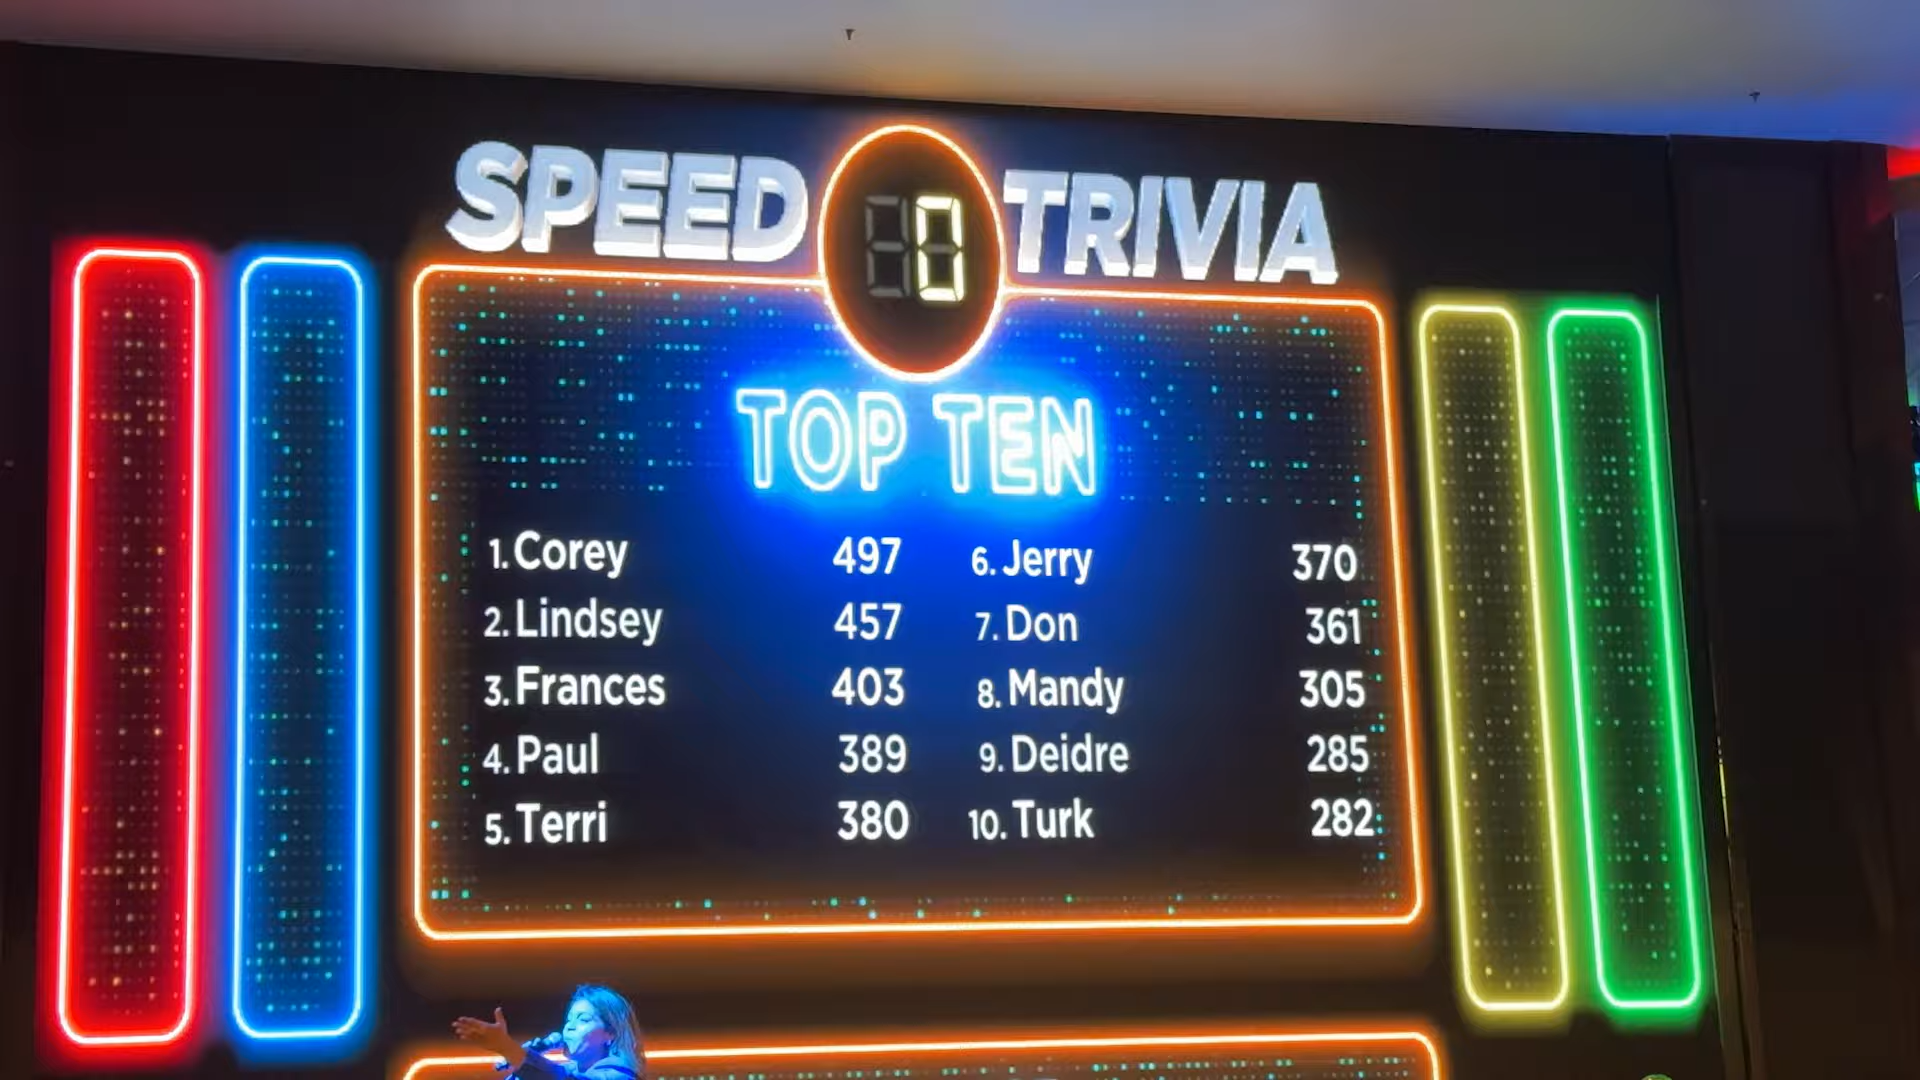 SPEED 0 TRIVIA
TOP TEN
1. Corey 497
2. Lindsey 457
3. Frances 403
4. Paul 389
5. Terri 380
6. Jerry 370
7. Don 361
8. Mandy 305
9. Deidre 285
10. Turk 282